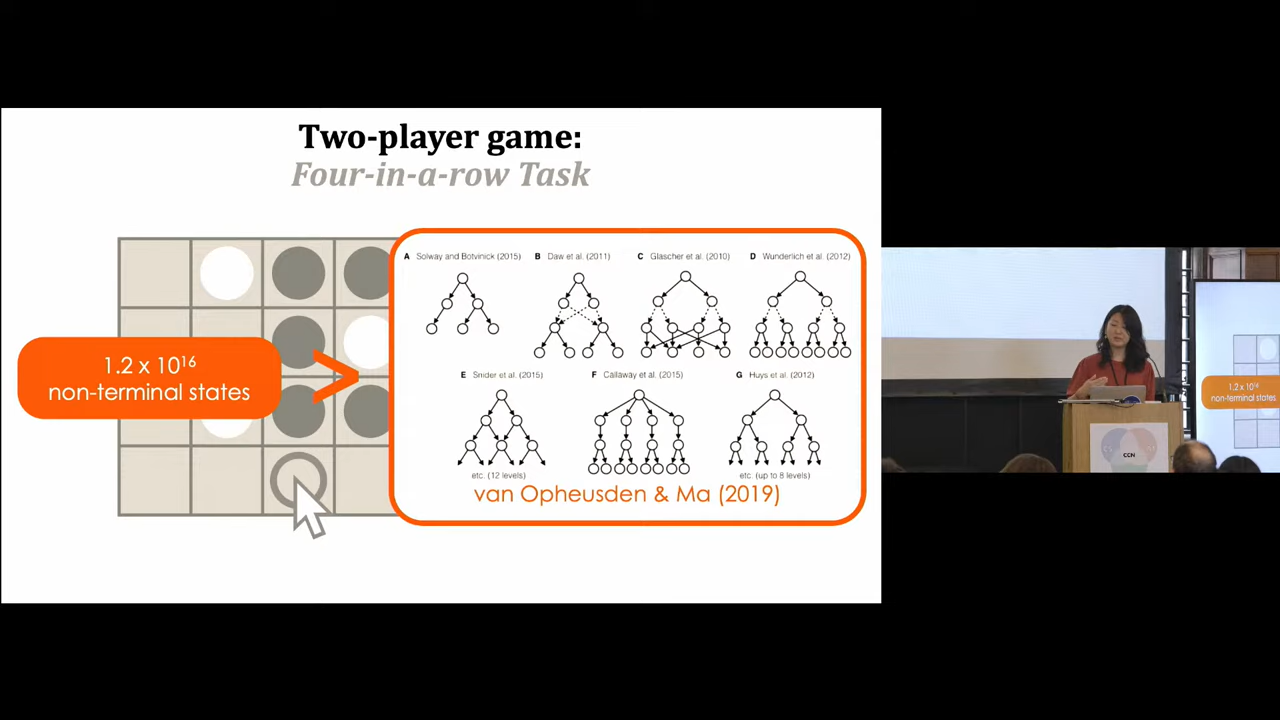 Two-player game:
Four-in-a-row Task
1.2 x 10¹⁶
non-terminal states
>
A Solway and Botvinick (2015)
B Daw et al. (2011)
C Glascher et al. (2010)
D Wunderlich et al. (2012)
E Snider et al. (2015)
F Callaway et al. (2015)
G Huys et al. (2012)
etc. (12 levels)
etc. (up to 8 levels)
van Opheusden & Ma (2019)
1.2 x 10¹⁶
non-terminal states
CCN